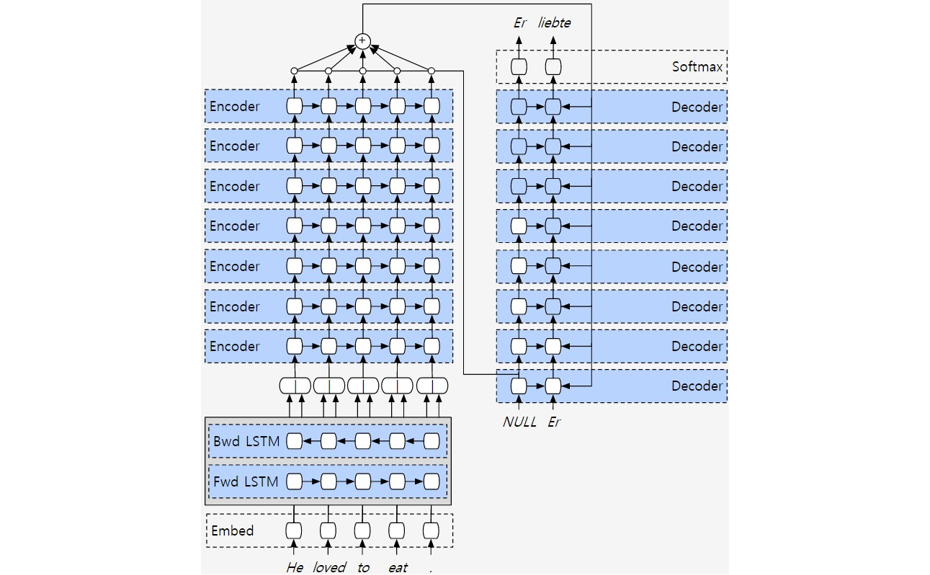 Er liebte
Softmax
Encoder
Encoder
Encoder
Encoder
Encoder
Encoder
Encoder
Decoder
Decoder
Decoder
Decoder
Decoder
Decoder
Decoder
Decoder
NULL Er
Bwd LSTM
Fwd LSTM
Embed
He loved to eat .